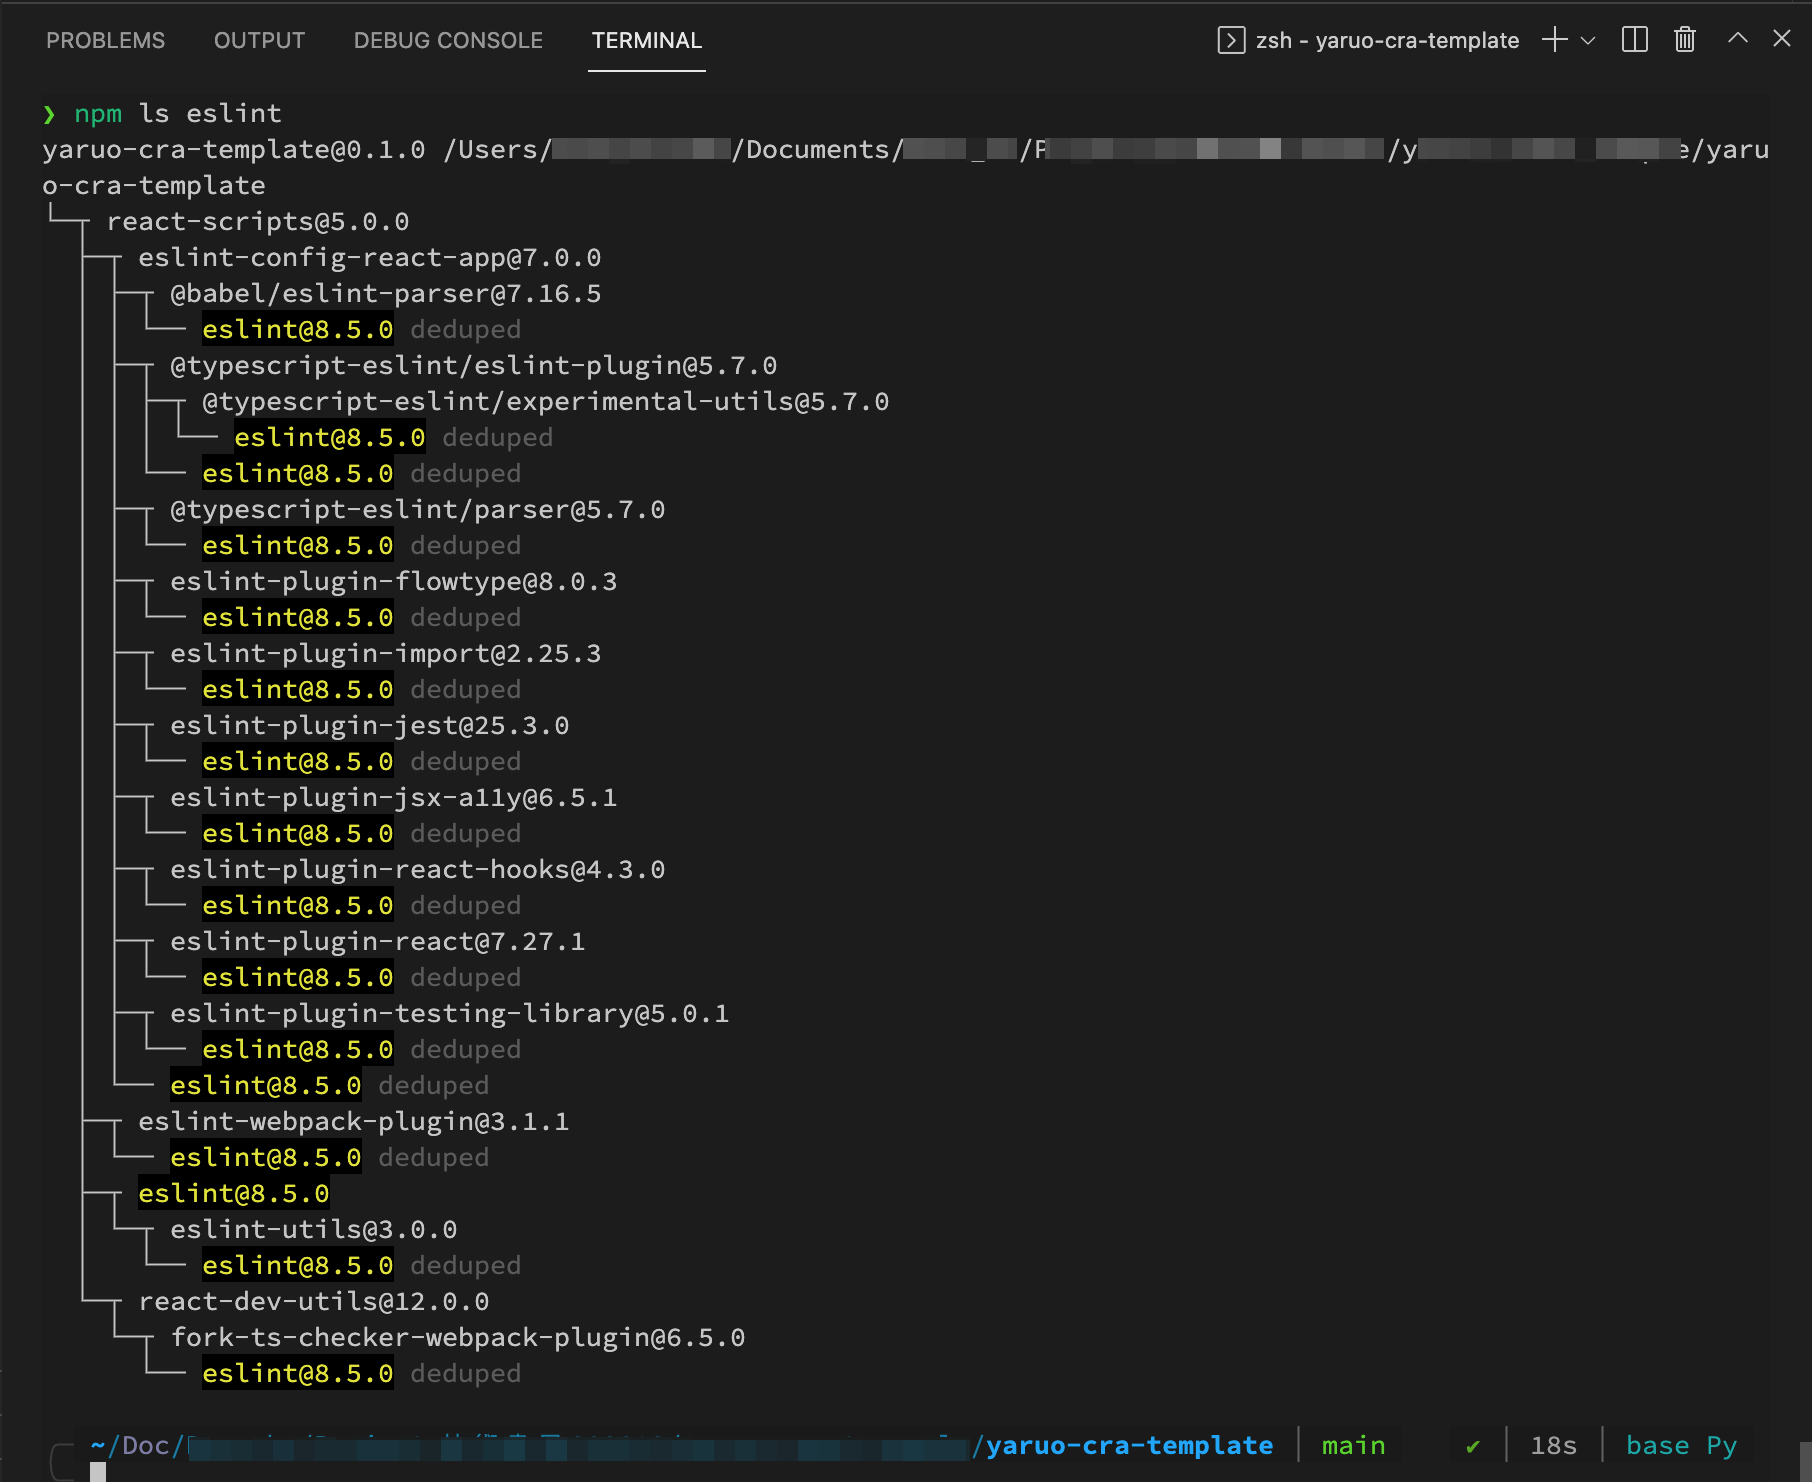 PROBLEMS OUTPUT DEBUG CONSOLE TERMINAL zsh - yaruo-cra-template
❯ npm ls eslint
yaruo-cra-template@0.1.0 /Users/ /Documents/ _ /P /y e/yaru
o-cra-template
└─┬ react-scripts@5.0.0
  ├─┬ eslint-config-react-app@7.0.0
  │ ├─┬ @babel/eslint-parser@7.16.5
  │ │ └── eslint@8.5.0 deduped
  │ ├─┬ @typescript-eslint/eslint-plugin@5.7.0
  │ │ ├─┬ @typescript-eslint/experimental-utils@5.7.0
  │ │ │ └── eslint@8.5.0 deduped
  │ │ └── eslint@8.5.0 deduped
  │ ├─┬ @typescript-eslint/parser@5.7.0
  │ │ └── eslint@8.5.0 deduped
  │ ├─┬ eslint-plugin-flowtype@8.0.3
  │ │ └── eslint@8.5.0 deduped
  │ ├─┬ eslint-plugin-import@2.25.3
  │ │ └── eslint@8.5.0 deduped
  │ ├─┬ eslint-plugin-jest@25.3.0
  │ │ └── eslint@8.5.0 deduped
  │ ├─┬ eslint-plugin-jsx-a11y@6.5.1
  │ │ └── eslint@8.5.0 deduped
  │ ├─┬ eslint-plugin-react-hooks@4.3.0
  │ │ └── eslint@8.5.0 deduped
  │ ├─┬ eslint-plugin-react@7.27.1
  │ │ └── eslint@8.5.0 deduped
  │ ├─┬ eslint-plugin-testing-library@5.0.1
  │ │ └── eslint@8.5.0 deduped
  │ └── eslint@8.5.0 deduped
  ├─┬ eslint-webpack-plugin@3.1.1
  │ └── eslint@8.5.0 deduped
  ├─┬ eslint@8.5.0
  │ └─┬ eslint-utils@3.0.0
  │   └── eslint@8.5.0 deduped
  └─┬ react-dev-utils@12.0.0
    └─┬ fork-ts-checker-webpack-plugin@6.5.0
      └── eslint@8.5.0 deduped
~/Doc/ /yaruo-cra-template │ main ✔ │ 18s │ base Py